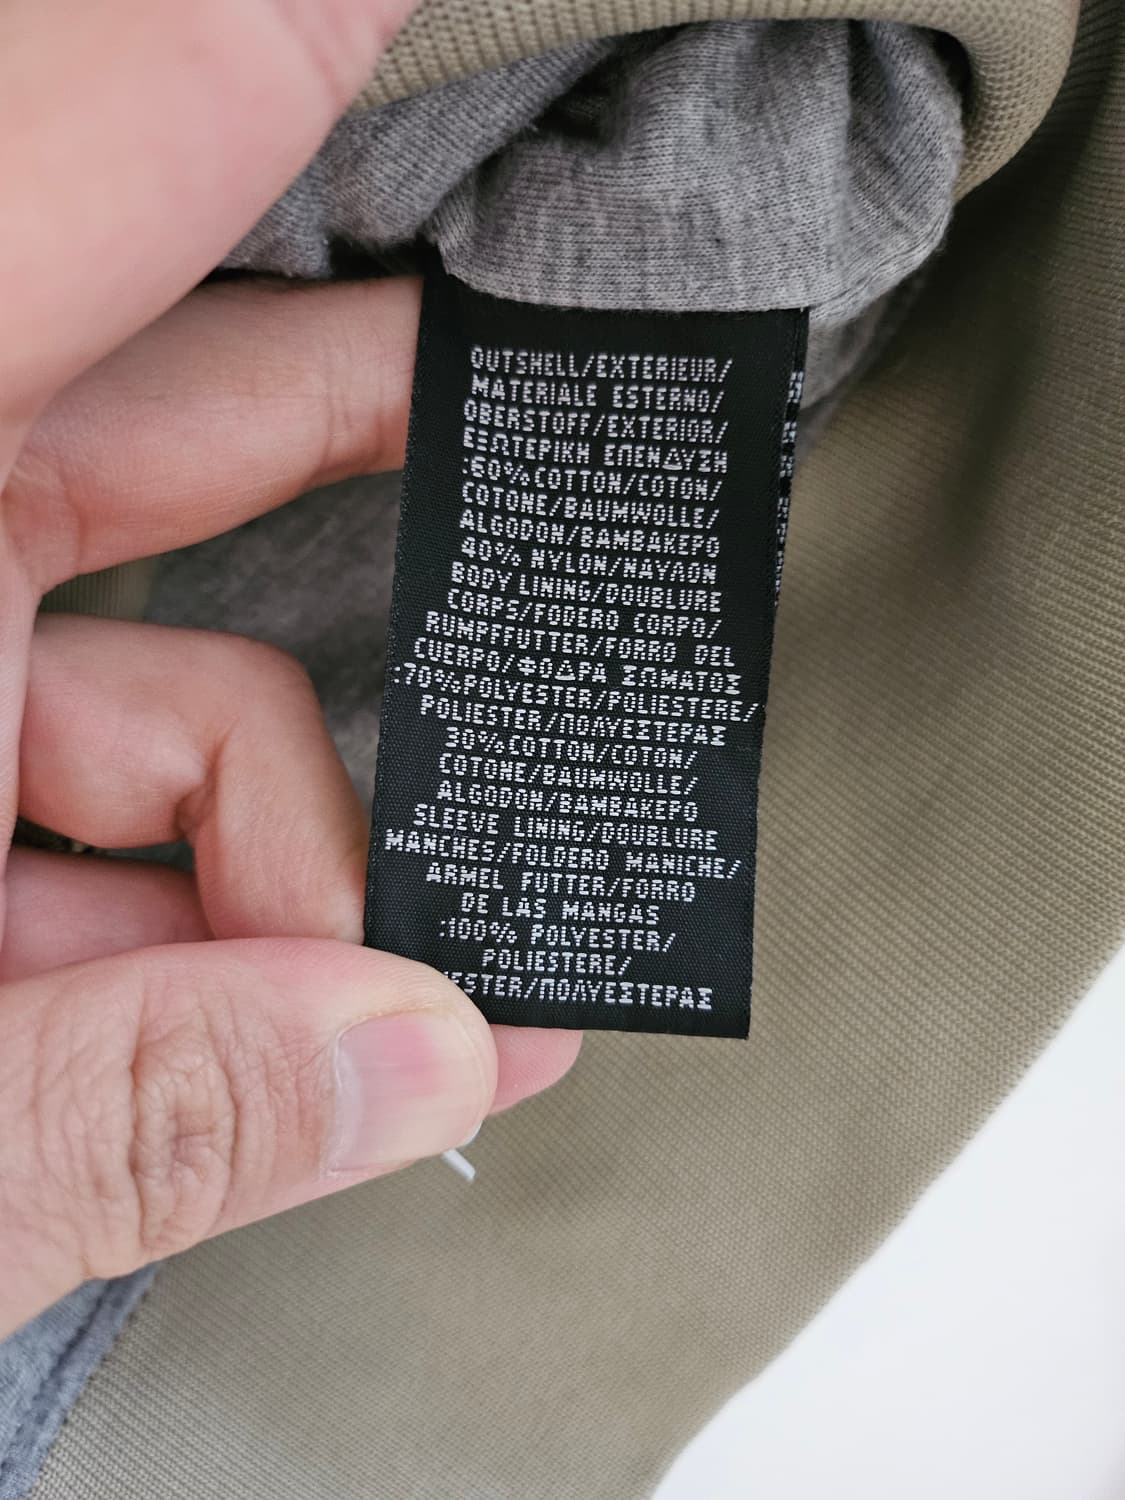 OUTSHELL/EXTERIEUR/
MATERIALE ESTERNO/
OBERSTOFF/EXTERIOR/
ΕΞΩΤΕΡΙΚΗ ΕΠΕΝΔΥΣΗ
:60%COTTON/COTON/
COTONE/BAUMWOLLE/
ALGODON/ΒΑΜΒΑΚΕΡΟ
40% NYLON/ΝΑΥΛΟΝ
BODY LINING/DOUBLURE
CORPS/FODERO CORPO/
RUMPFFUTTER/FORRO DEL
CUERPO/ΦΟΔΡΑ ΣΩΜΑΤΟΣ
:70%POLYESTER/POLIESTERE/
POLIESTER/ΠΟΛΥΕΣΤΕΡΑΣ
30%COTTON/COTON/
COTONE/BAUMWOLLE/
ALGODON/ΒΑΜΒΑΚΕΡΟ
SLEEVE LINING/DOUBLURE
MANCHES/FOLDERO MANICHE/
ARMEL FUTTER/FORRO
DE LAS MANGAS
:100% POLYESTER/
POLIESTERE/
ESTER/ΠΟΛΥΕΣΤΕΡΑΣ